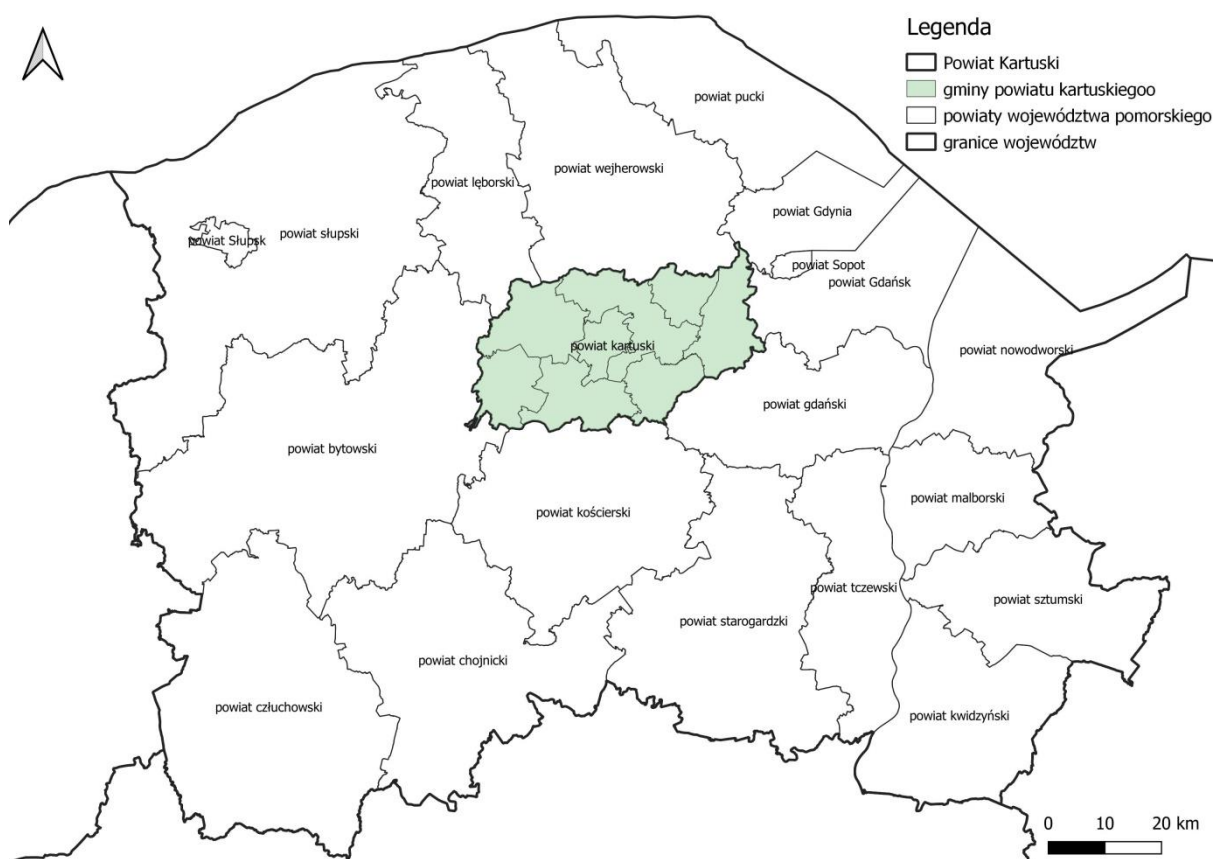 Legenda
Powiat Kartuski
gminy powiatu kartuskiegoo
powiaty województwa pomorskiego
granice województw
powiat pucki
powiat wejherowski
powiat lęborski
powiat Gdynia
powiat słupski
powiat Słupsk
powiat Sopot
powiat Gdańsk
powiat kartuski
powiat nowodworski
powiat gdański
powiat bytowski
powiat malborski
powiat kościerski
powiat tczewski
powiat sztumski
powiat starogardzki
powiat chojnicki
powiat człuchowski
powiat kwidzyński
0 10 20 km